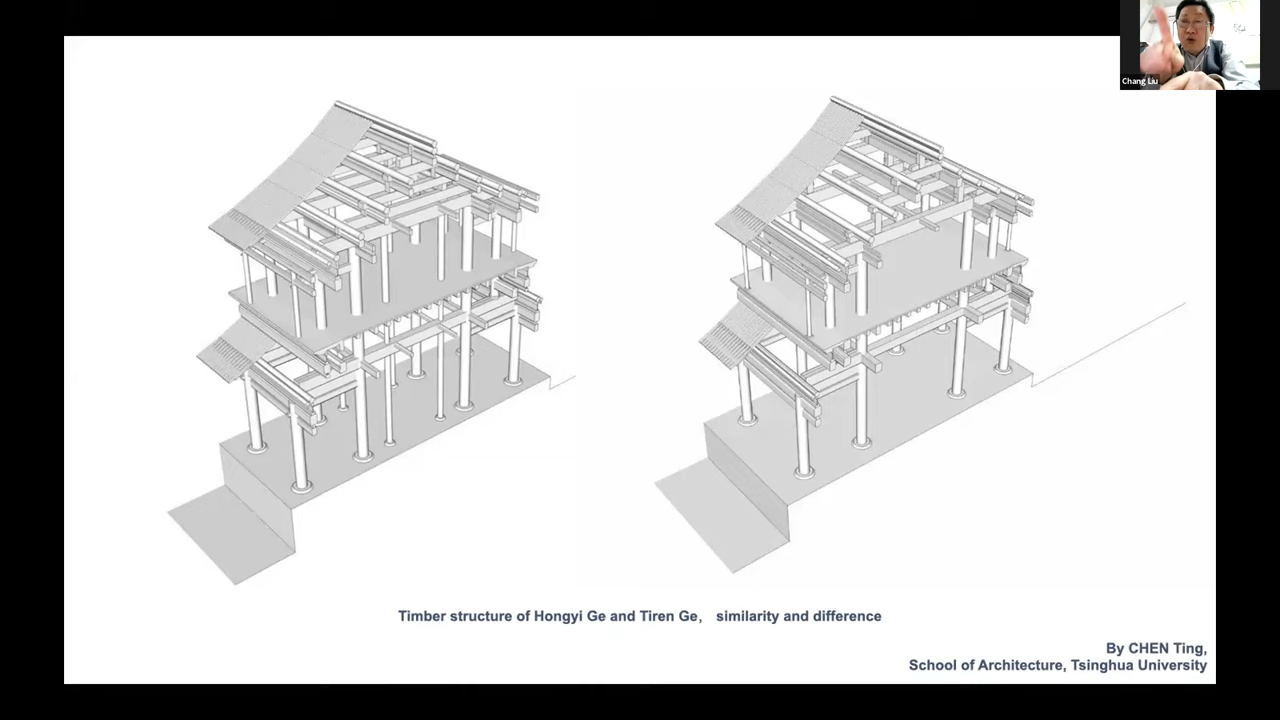 Chang Liu
Timber structure of Hongyi Ge and Tiren Ge, similarity and difference
By CHEN Ting,
School of Architecture, Tsinghua University